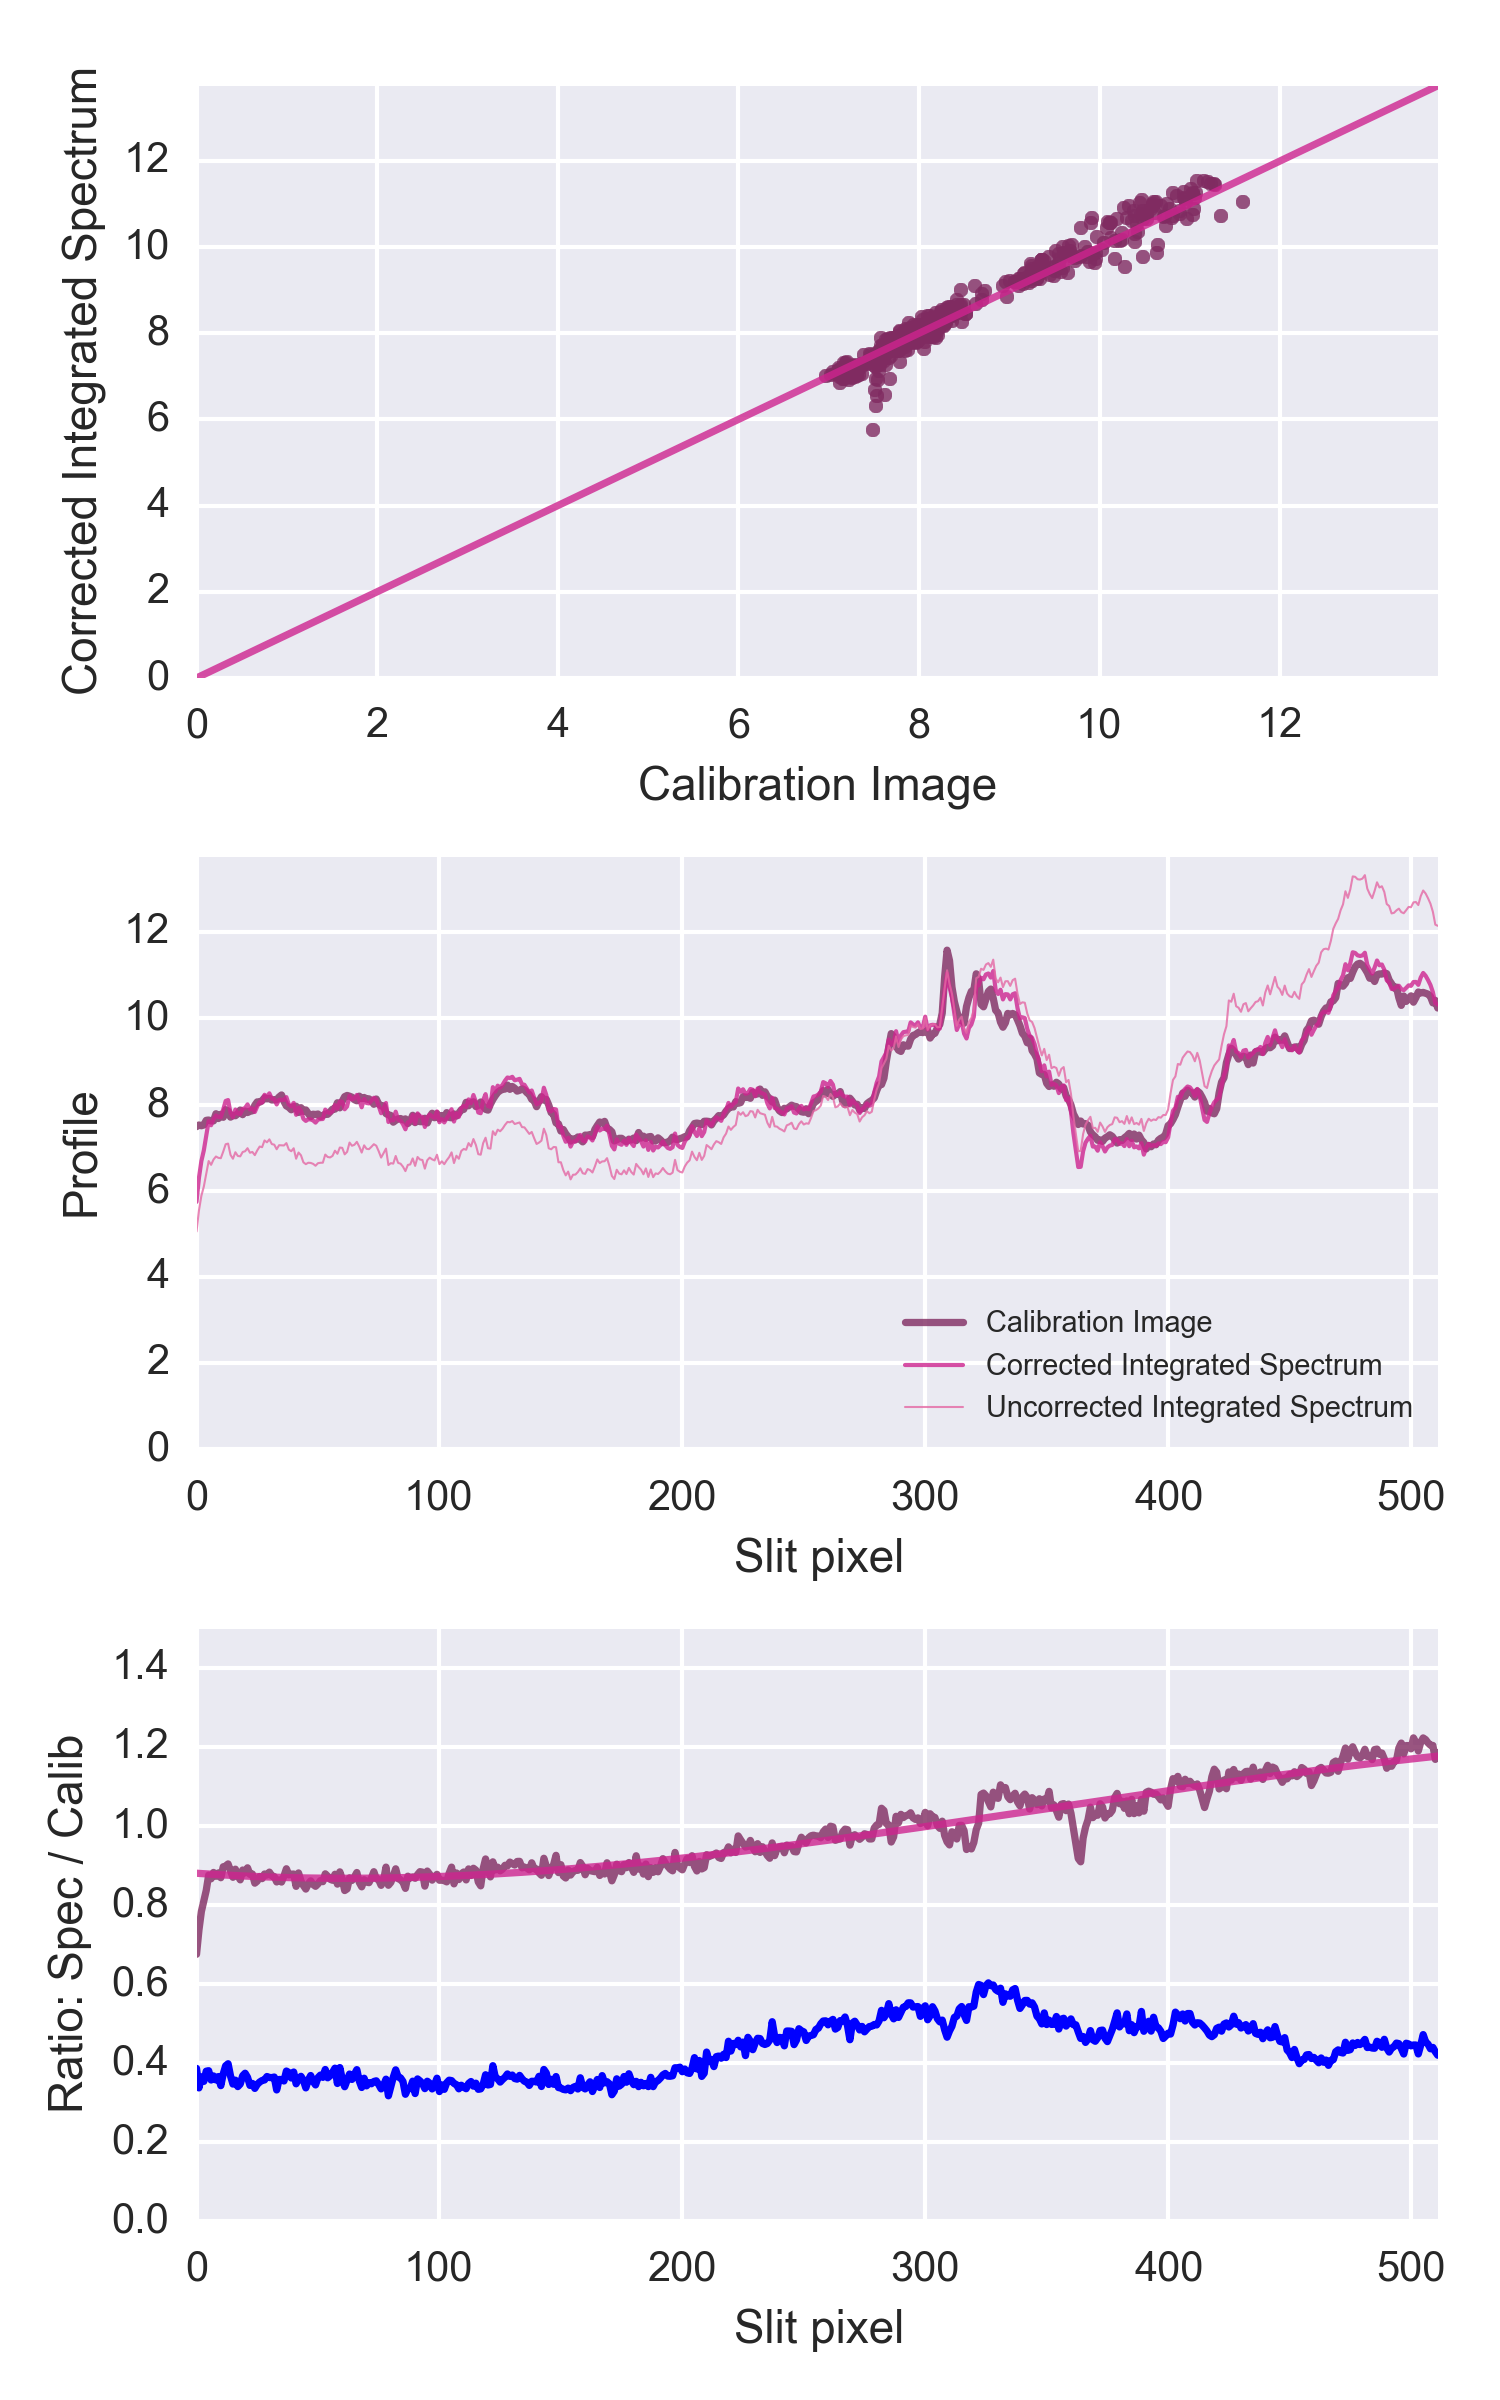 Corrected Integrated Spectrum
12
10
8
6
4
2
0
0 2 4 6 8 10 12
Calibration Image
Profile
12
10
8
6
4
2
0
Calibration Image
Corrected Integrated Spectrum
Uncorrected Integrated Spectrum
0 100 200 300 400 500
Slit pixel
Ratio: Spec / Calib
1.4
1.2
1.0
0.8
0.6
0.4
0.2
0.0
0 100 200 300 400 500
Slit pixel